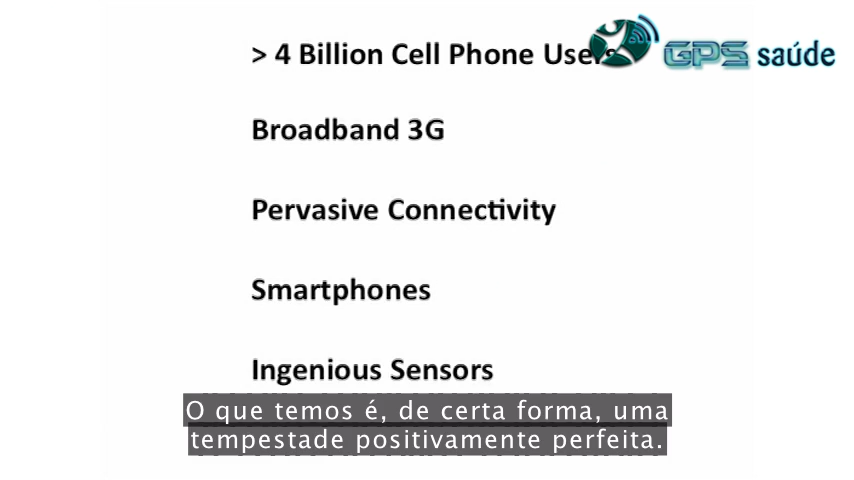 > 4 Billion Cell Phone Users
GPS saúde
Broadband 3G
Pervasive Connectivity
Smartphones
Ingenious Sensors
O que temos é, de certa forma, uma
tempestade positivamente perfeita.